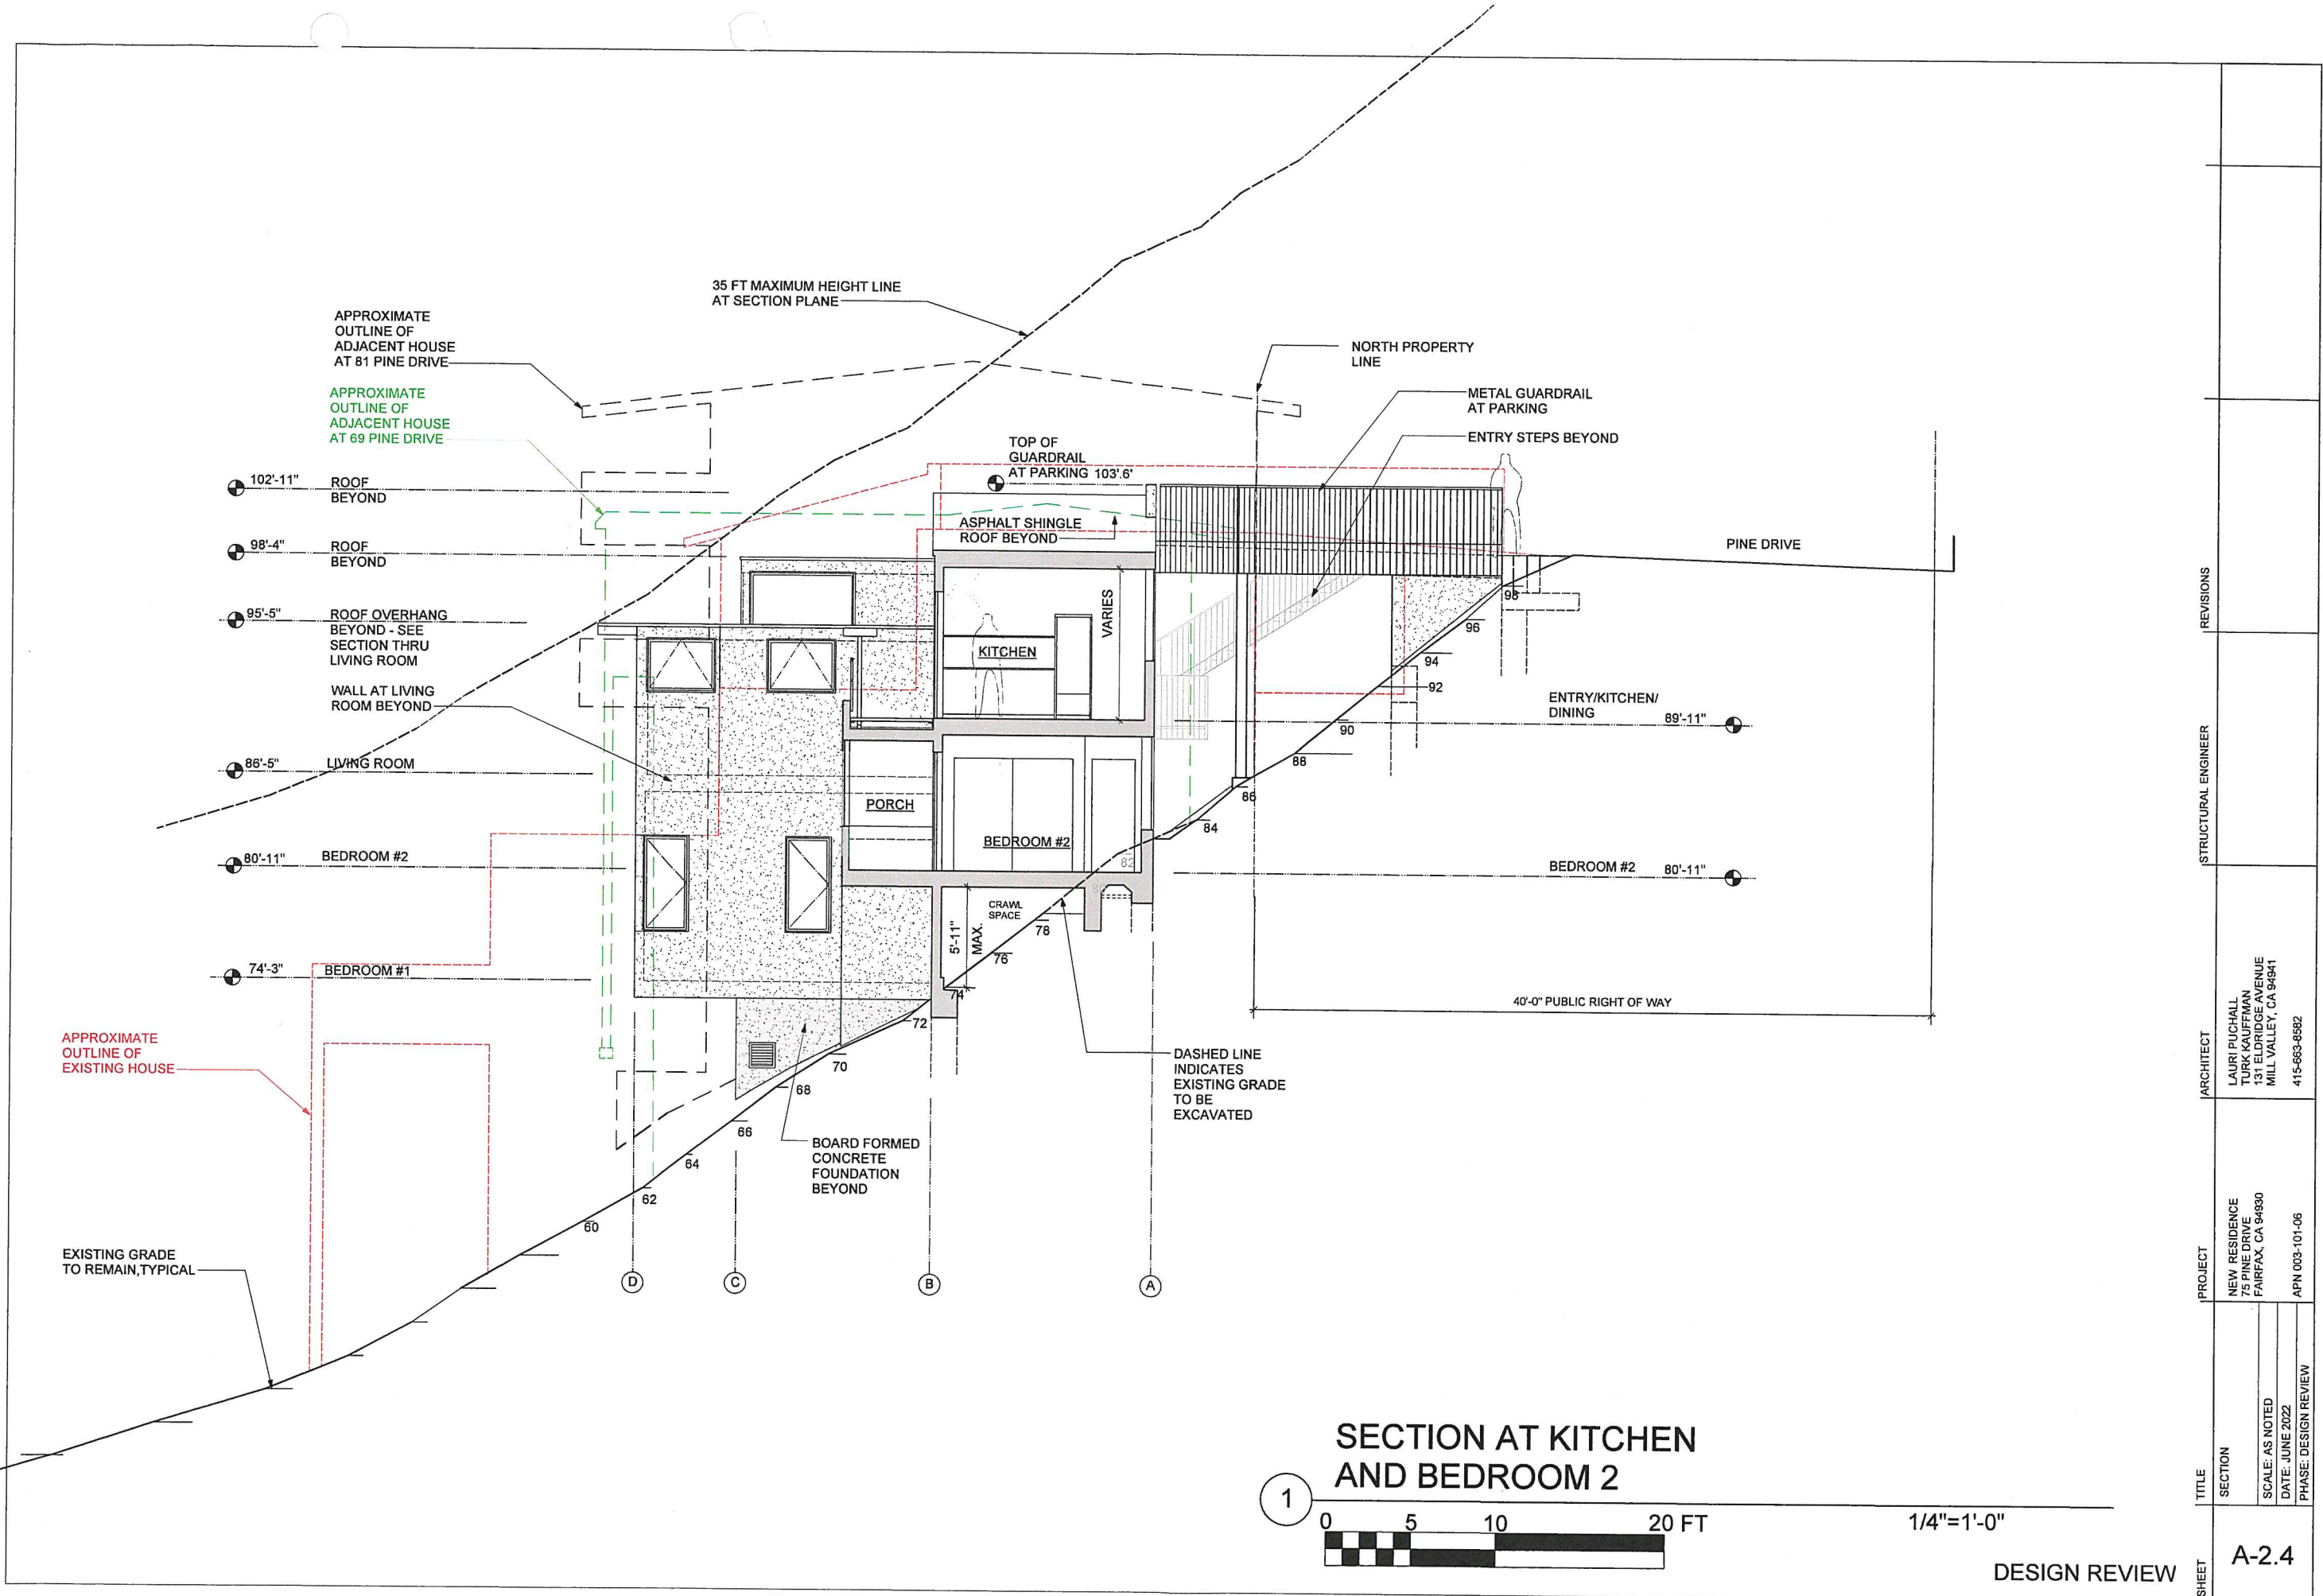 35 FT MAXIMUM HEIGHT LINE
AT SECTION PLANE
APPROXIMATE
OUTLINE OF
ADJACENT HOUSE
AT 81 PINE DRIVE
APPROXIMATE
OUTLINE OF
ADJACENT HOUSE
AT 69 PINE DRIVE
NORTH PROPERTY
LINE
METAL GUARDRAIL
AT PARKING
ENTRY STEPS BEYOND
TOP OF
GUARDRAIL
AT PARKING 103'.6'
102'-11" ROOF
BEYOND
ASPHALT SHINGLE
ROOF BEYOND
98'-4" ROOF
BEYOND
PINE DRIVE
95'-5" ROOF OVERHANG
BEYOND - SEE
SECTION THRU
LIVING ROOM
VARIES
KITCHEN
WALL AT LIVING
ROOM BEYOND
98
96
94
92
90
88
86
84
82
ENTRY/KITCHEN/
DINING 89'-11"
86'-5" LIVING ROOM
PORCH
BEDROOM #2
80'-11" BEDROOM #2
BEDROOM #2 80'-11"
CRAWL
SPACE
5'-11"
MAX.
78
76
74
72
70
68
66
64
62
60
74'-3" BEDROOM #1
40'-0" PUBLIC RIGHT OF WAY
APPROXIMATE
OUTLINE OF
EXISTING HOUSE
DASHED LINE
INDICATES
EXISTING GRADE
TO BE
EXCAVATED
BOARD FORMED
CONCRETE
FOUNDATION
BEYOND
EXISTING GRADE
TO REMAIN,TYPICAL
D
C
B
A
1
SECTION AT KITCHEN
AND BEDROOM 2
0 5 10 20 FT
1/4"=1'-0"
DESIGN REVIEW
REVISIONS
STRUCTURAL ENGINEER
ARCHITECT
LAURI PUCHALL
TURK KAUFFMAN
131 ELDRIDGE AVENUE
MILL VALLEY, CA 94941
415-663-8582
PROJECT
NEW RESIDENCE
75 PINE DRIVE
FAIRFAX, CA 94930
APN 003-101-06
TITLE
SECTION
SCALE: AS NOTED
DATE: JUNE 2022
PHASE: DESIGN REVIEW
SHEET
A-2.4